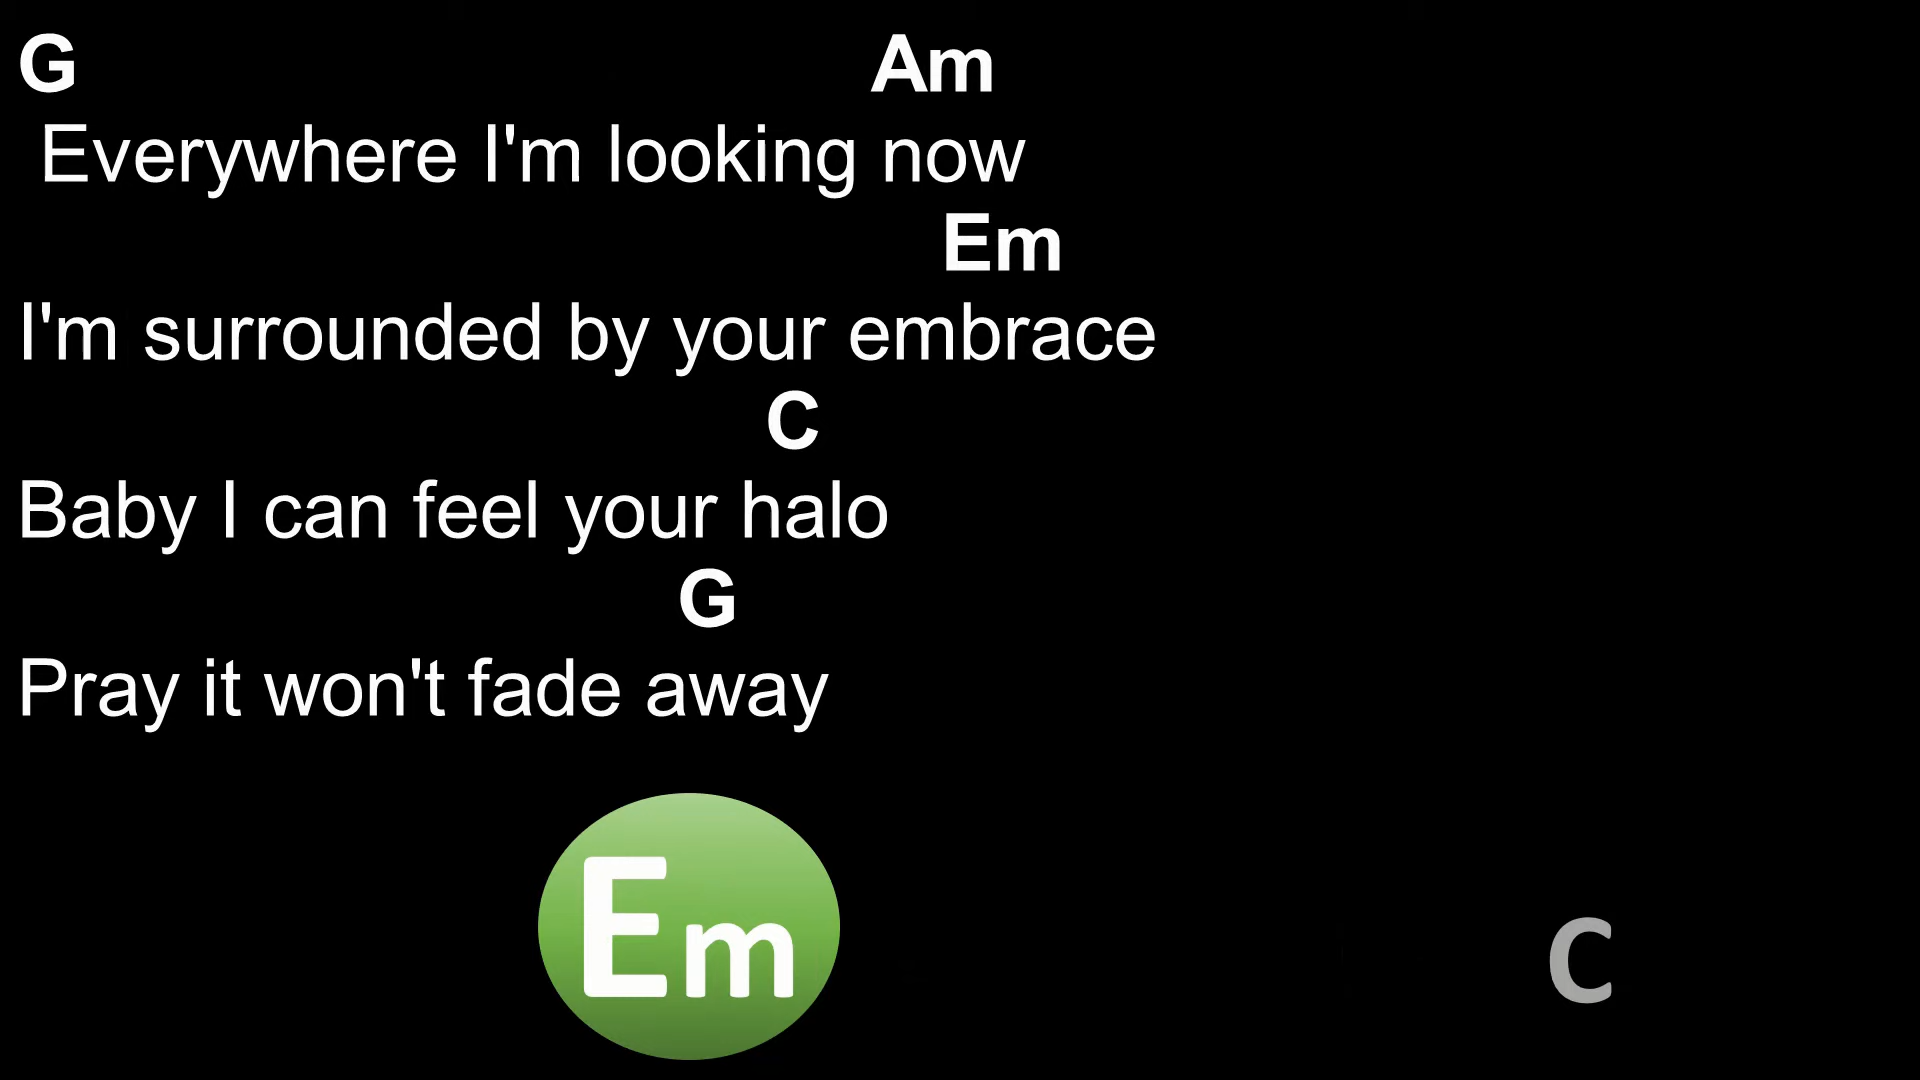 G Am
Everywhere I'm looking now
Em
I'm surrounded by your embrace
C
Baby I can feel your halo
G
Pray it won't fade away
Em C